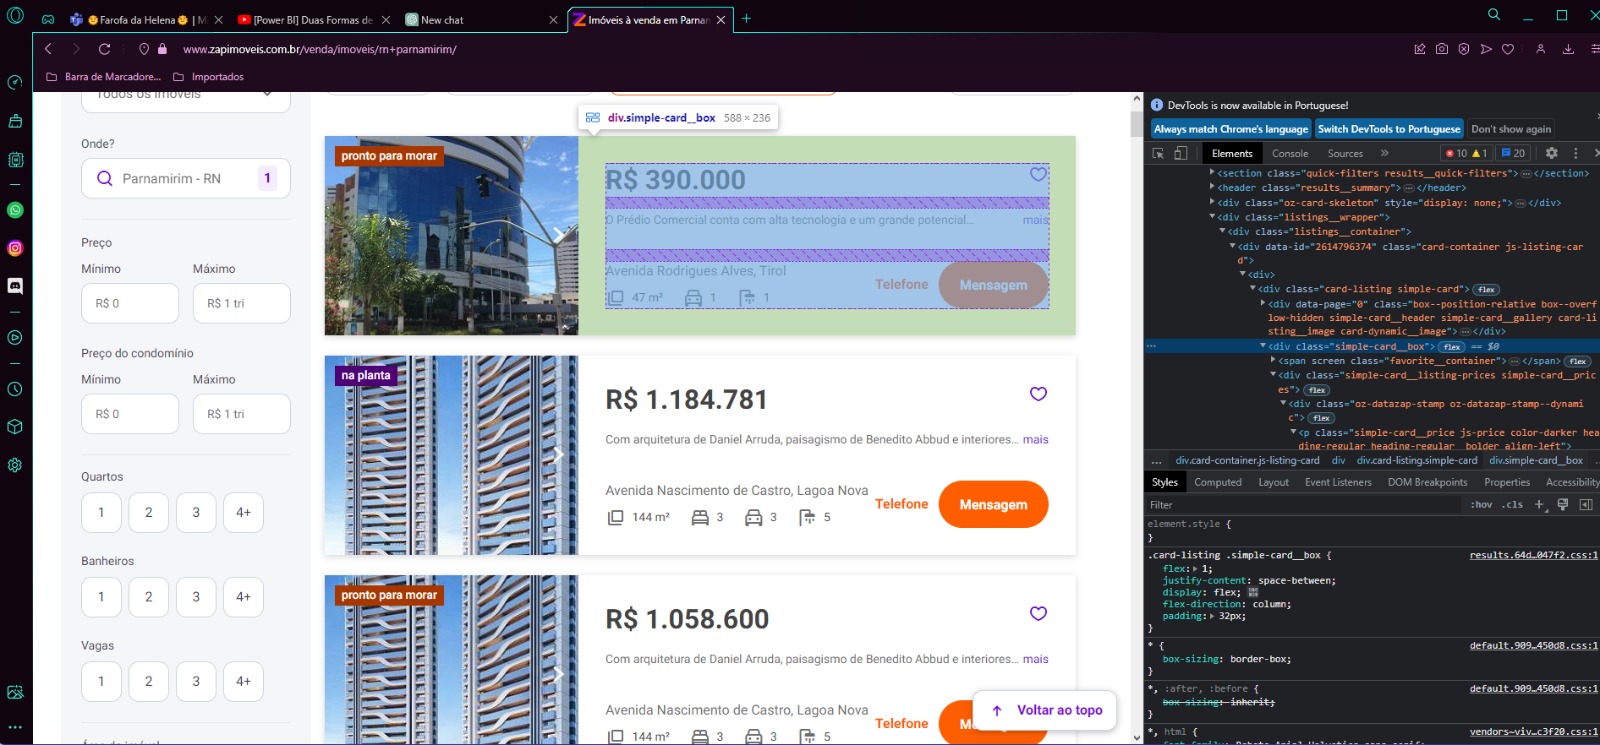 🌞Farofa da Helena🌞 | M
[Power BI] Duas Formas de
New chat
Imóveis à venda em Parnar
www.zapimoveis.com.br/venda/imoveis/rn+parnamirim/
Barra de Marcadore...
Importados
Todos os imóveis
Onde?
Parnamirim - RN
1
Preço
Mínimo
Máximo
R$ 0
R$ 1 tri
Preço do condomínio
Mínimo
Máximo
R$ 0
R$ 1 tri
Quartos
1
2
3
4+
Banheiros
1
2
3
4+
Vagas
1
2
3
4+
div.simple-card__box 588 × 236
pronto para morar
R$ 390.000
O Prédio Comercial conta com alta tecnologia e um grande potencial... mais
Avenida Rodrigues Alves, Tirol
47 m²
1
1
Telefone
Mensagem
na planta
R$ 1.184.781
Com arquitetura de Daniel Arruda, paisagismo de Benedito Abbud e interiores... mais
Avenida Nascimento de Castro, Lagoa Nova
144 m²
3
3
5
Telefone
Mensagem
pronto para morar
R$ 1.058.600
Com arquitetura de Daniel Arruda, paisagismo de Benedito Abbud e interiores... mais
Avenida Nascimento de Castro, Lagoa Nova
144 m²
3
3
5
Telefone
Voltar ao topo
DevTools is now available in Portuguese!
Always match Chrome's language
Switch DevTools to Portuguese
Don't show again
Elements
Console
Sources
»
10
1
20
<section class="quick-filters results__quick-filters">…</section>
<header class="results__summary">…</header>
<div class="oz-card-skeleton" style="display: none;">…</div>
<div class="listings__wrapper">
<div class="listings__container">
<div data-id="2614796374" class="card-container js-listing-car
d">
<div>
<div class="card-listing simple-card"> flex
<div data-page="0" class="box--position-relative box--overf
low-hidden simple-card__header simple-card__gallery card-li
sting__image card-dynamic__image">…</div>
<div class="simple-card__box"> flex == $0
<span screen class="favorite__container">…</span> flex
<div class="simple-card__listing-prices simple-card__pric
es"> flex
<div class="oz-datazap-stamp oz-datazap-stamp--dynami
c"> flex
<p class="simple-card__price js-price color-darker hea
ding-regular heading-regular__bolder align-left">
...
div.card-container.js-listing-card
div
div.card-listing.simple-card
div.simple-card__box
Styles
Computed
Layout
Event Listeners
DOM Breakpoints
Properties
Accessibility
Filter
:hov
.cls
element.style {
}
.card-listing .simple-card__box {
results.64d…047f2.css:1
flex: 1;
justify-content: space-between;
display: flex;
flex-direction: column;
padding: 32px;
}
* {
default.909…450d8.css:1
box-sizing: border-box;
}
*, :after, :before {
default.909…450d8.css:1
box-sizing: inherit;
}
*, html {
vendors~viv…c3f20.css:1